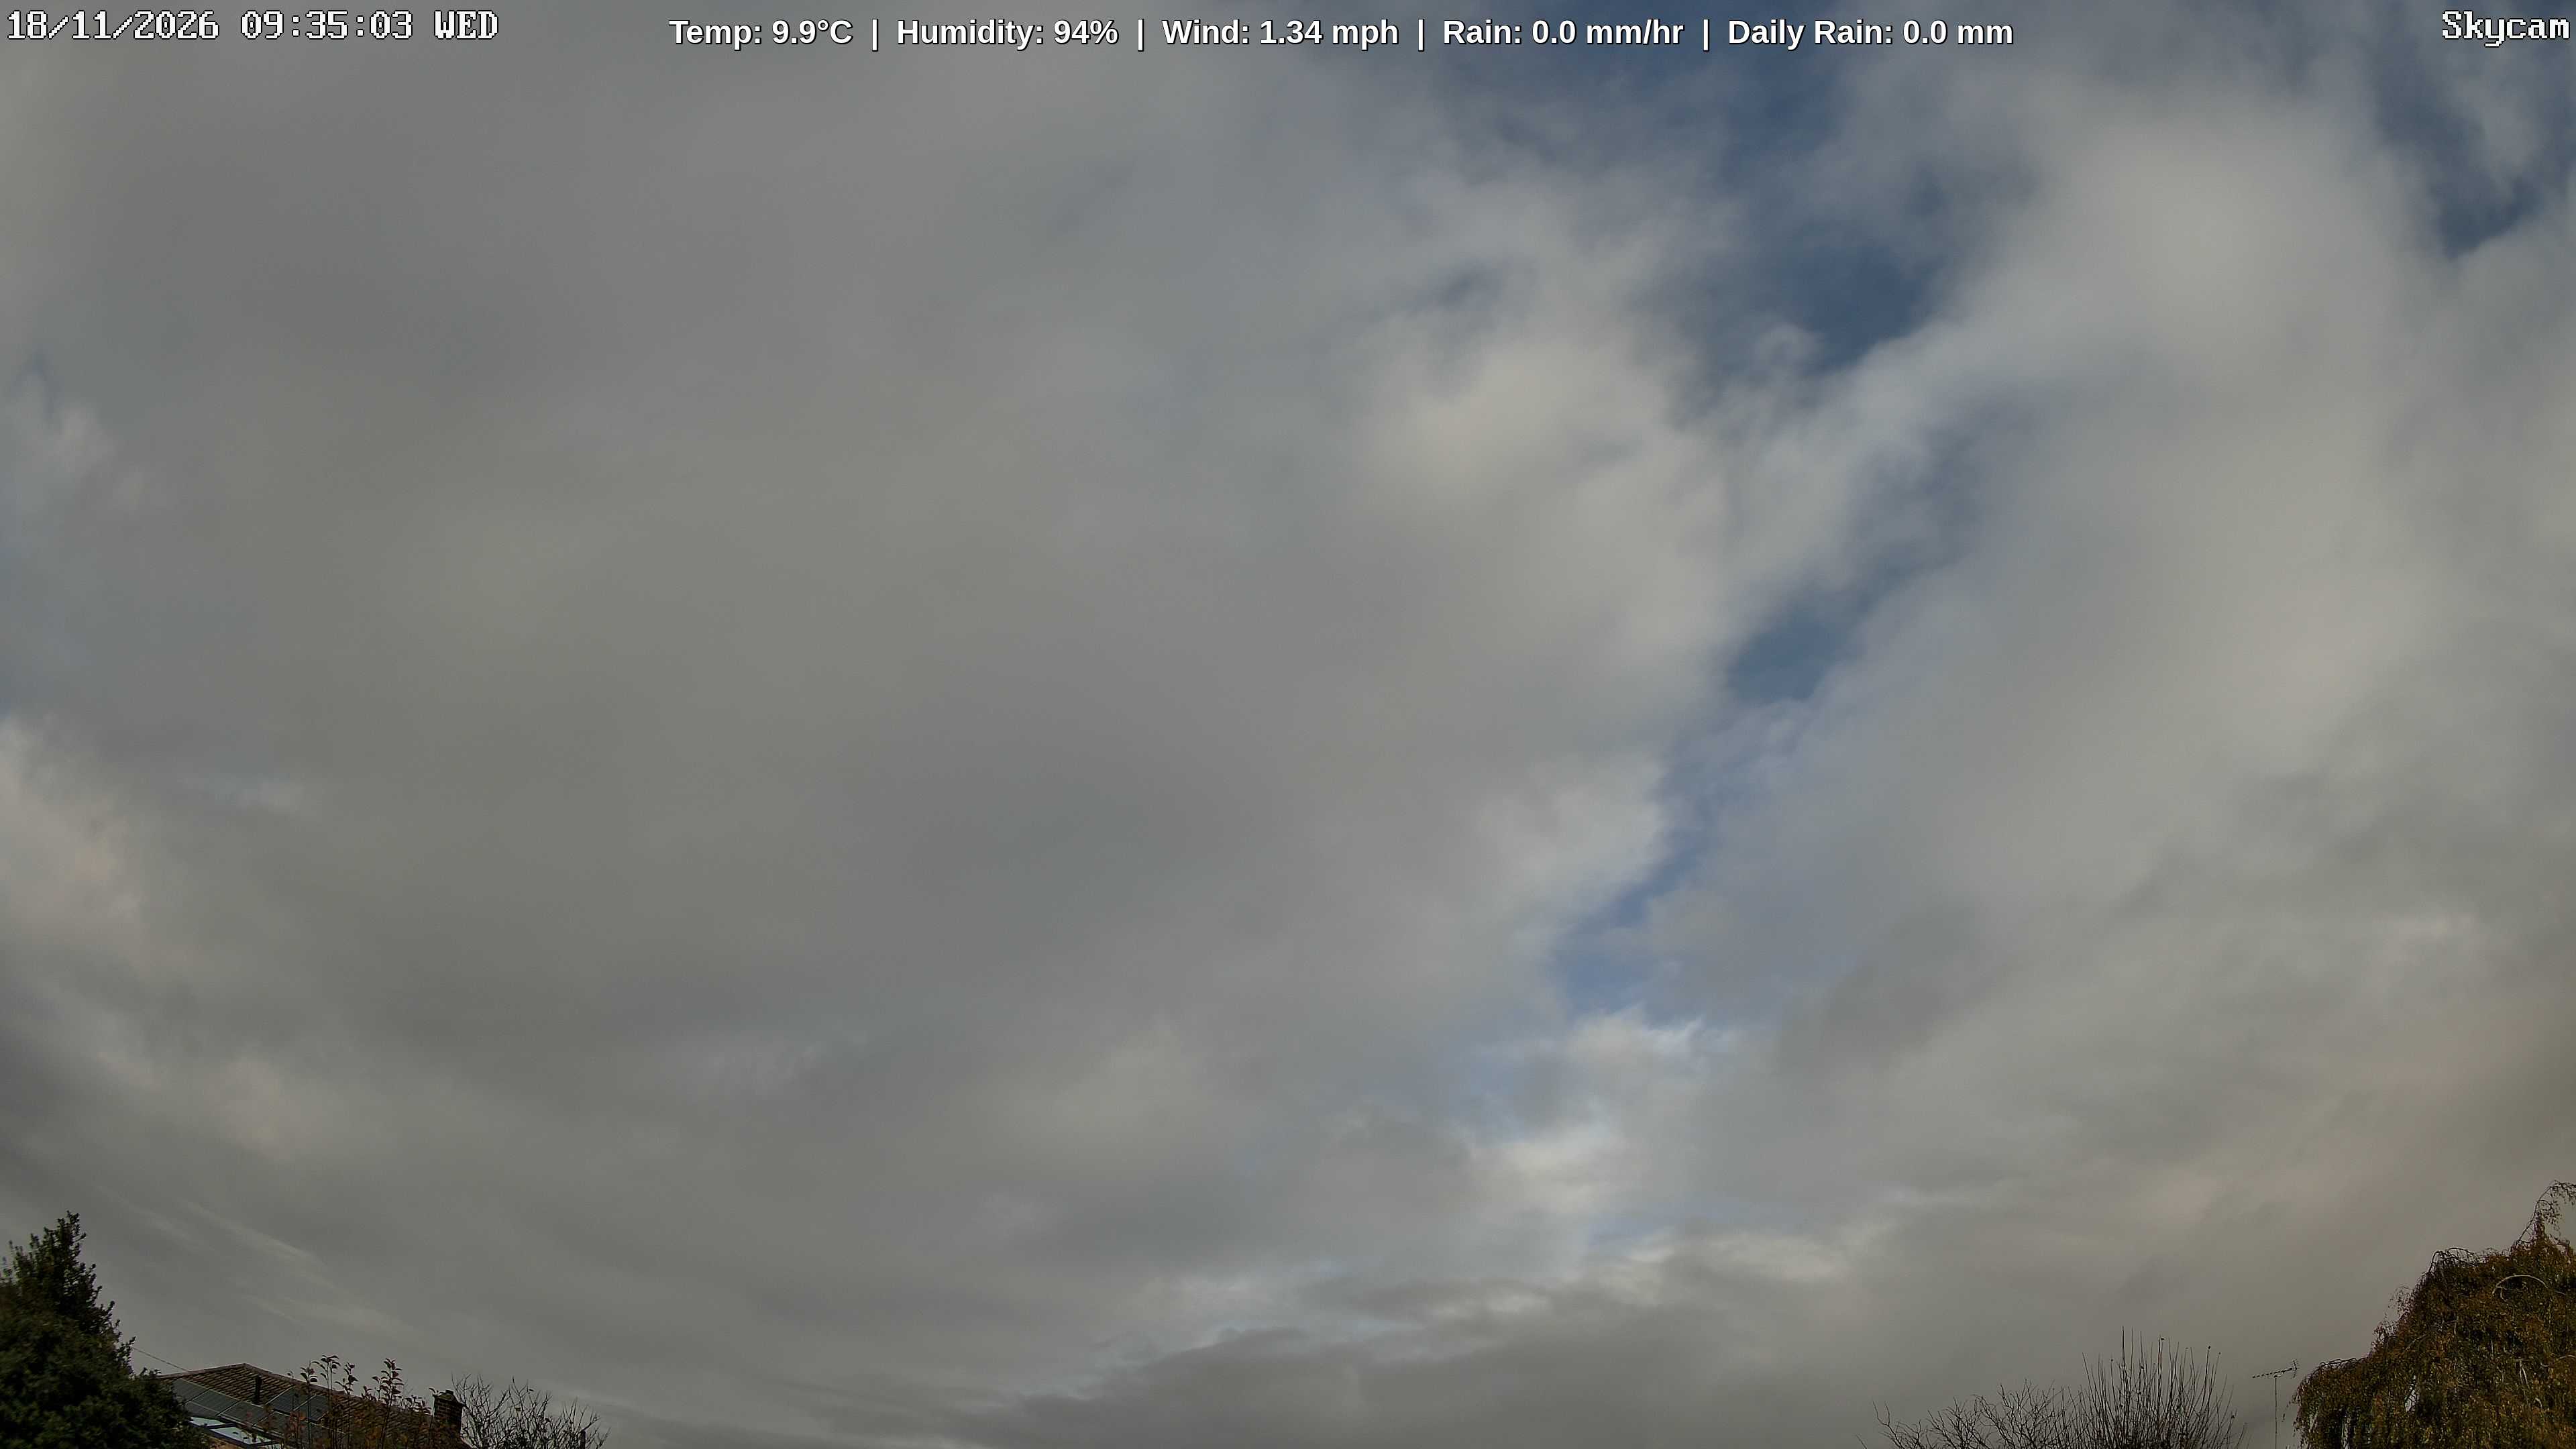 18/11/2026 09:35:03 WED
Temp: 9.9°C | Humidity: 94% | Wind: 1.34 mph | Rain: 0.0 mm/hr | Daily Rain: 0.0 mm
Skycam